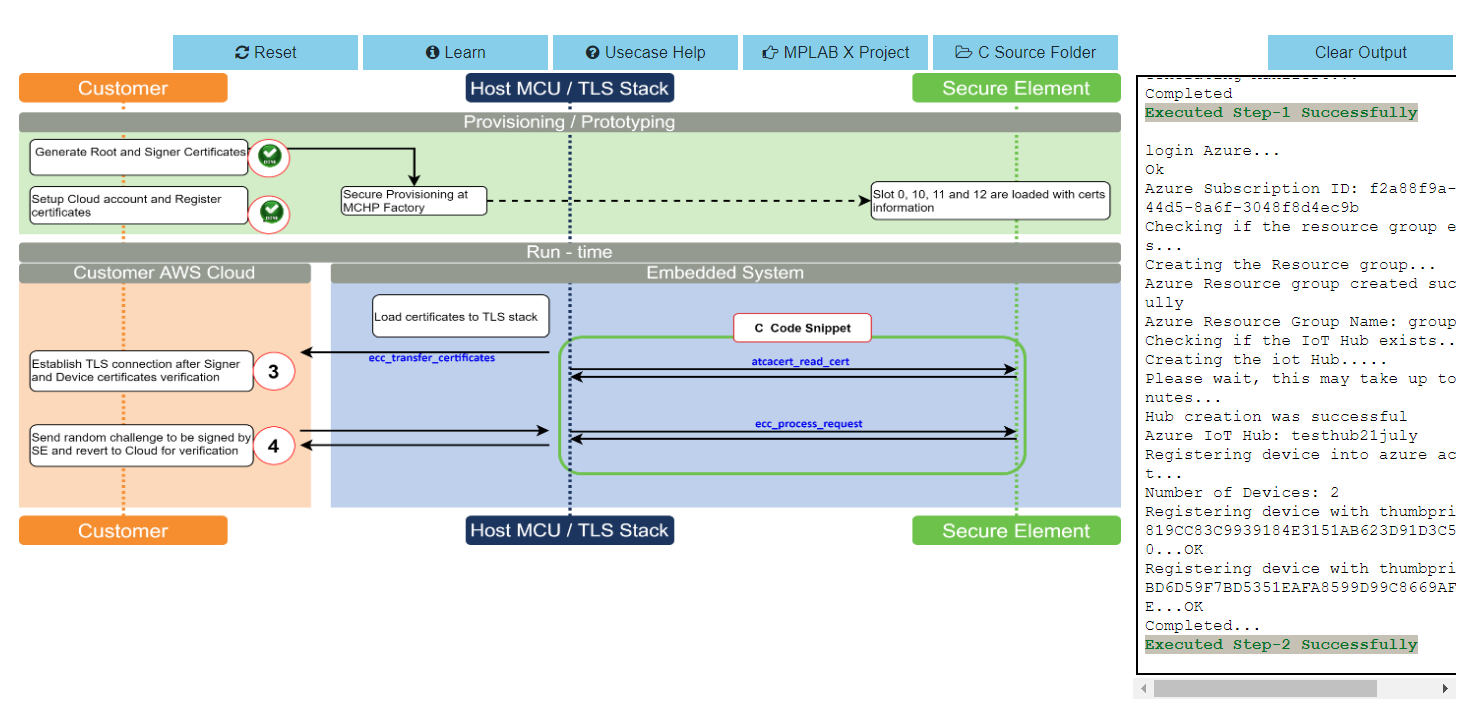 Reset
Learn
Usecase Help
MPLAB X Project
C Source Folder
Clear Output
Customer
Host MCU / TLS Stack
Secure Element
Provisioning / Prototyping
Generate Root and Signer Certificates
Setup Cloud account and Register
certificates
Secure Provisioning at
MCHP Factory
Slot 0, 10, 11 and 12 are loaded with certs
information
Run - time
Customer AWS Cloud
Embedded System
Load certificates to TLS stack
C Code Snippet
ecc_transfer_certificates
atcacert_read_cert
Establish TLS connection after Signer
and Device certificates verification
3
ecc_process_request
Send random challenge to be signed by
SE and revert to Cloud for verification
4
Customer
Host MCU / TLS Stack
Secure Element
Completed
Executed Step-1 Successfully
login Azure...
Ok
Azure Subscription ID: f2a88f9a-
44d5-8a6f-3048f8d4ec9b
Checking if the resource group e
s...
Creating the Resource group...
Azure Resource group created suc
ully
Azure Resource Group Name: group
Checking if the IoT Hub exists..
Creating the iot Hub.....
Please wait, this may take up to
nutes...
Hub creation was successful
Azure IoT Hub: testhub21july
Registering device into azure ac
t...
Number of Devices: 2
Registering device with thumbpri
819CC83C9939184E3151AB623D91D3C5
0...OK
Registering device with thumbpri
BD6D59F7BD5351EAFA8599D99C8669AF
E...OK
Completed...
Executed Step-2 Successfully